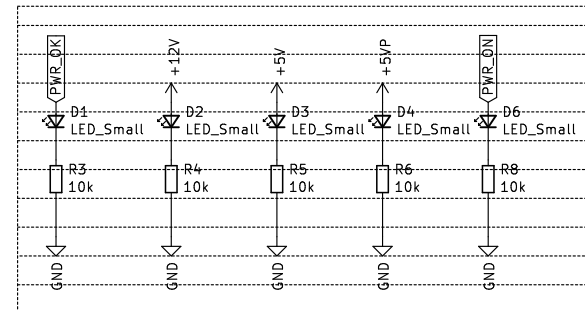 PWR_OK
+12V
+5V
+5VP
PWR_ON
D1
LED_Small
D2
LED_Small
D3
LED_Small
D4
LED_Small
D6
LED_Small
R3
10k
R4
10k
R5
10k
R6
10k
R8
10k
GND
GND
GND
GND
GND